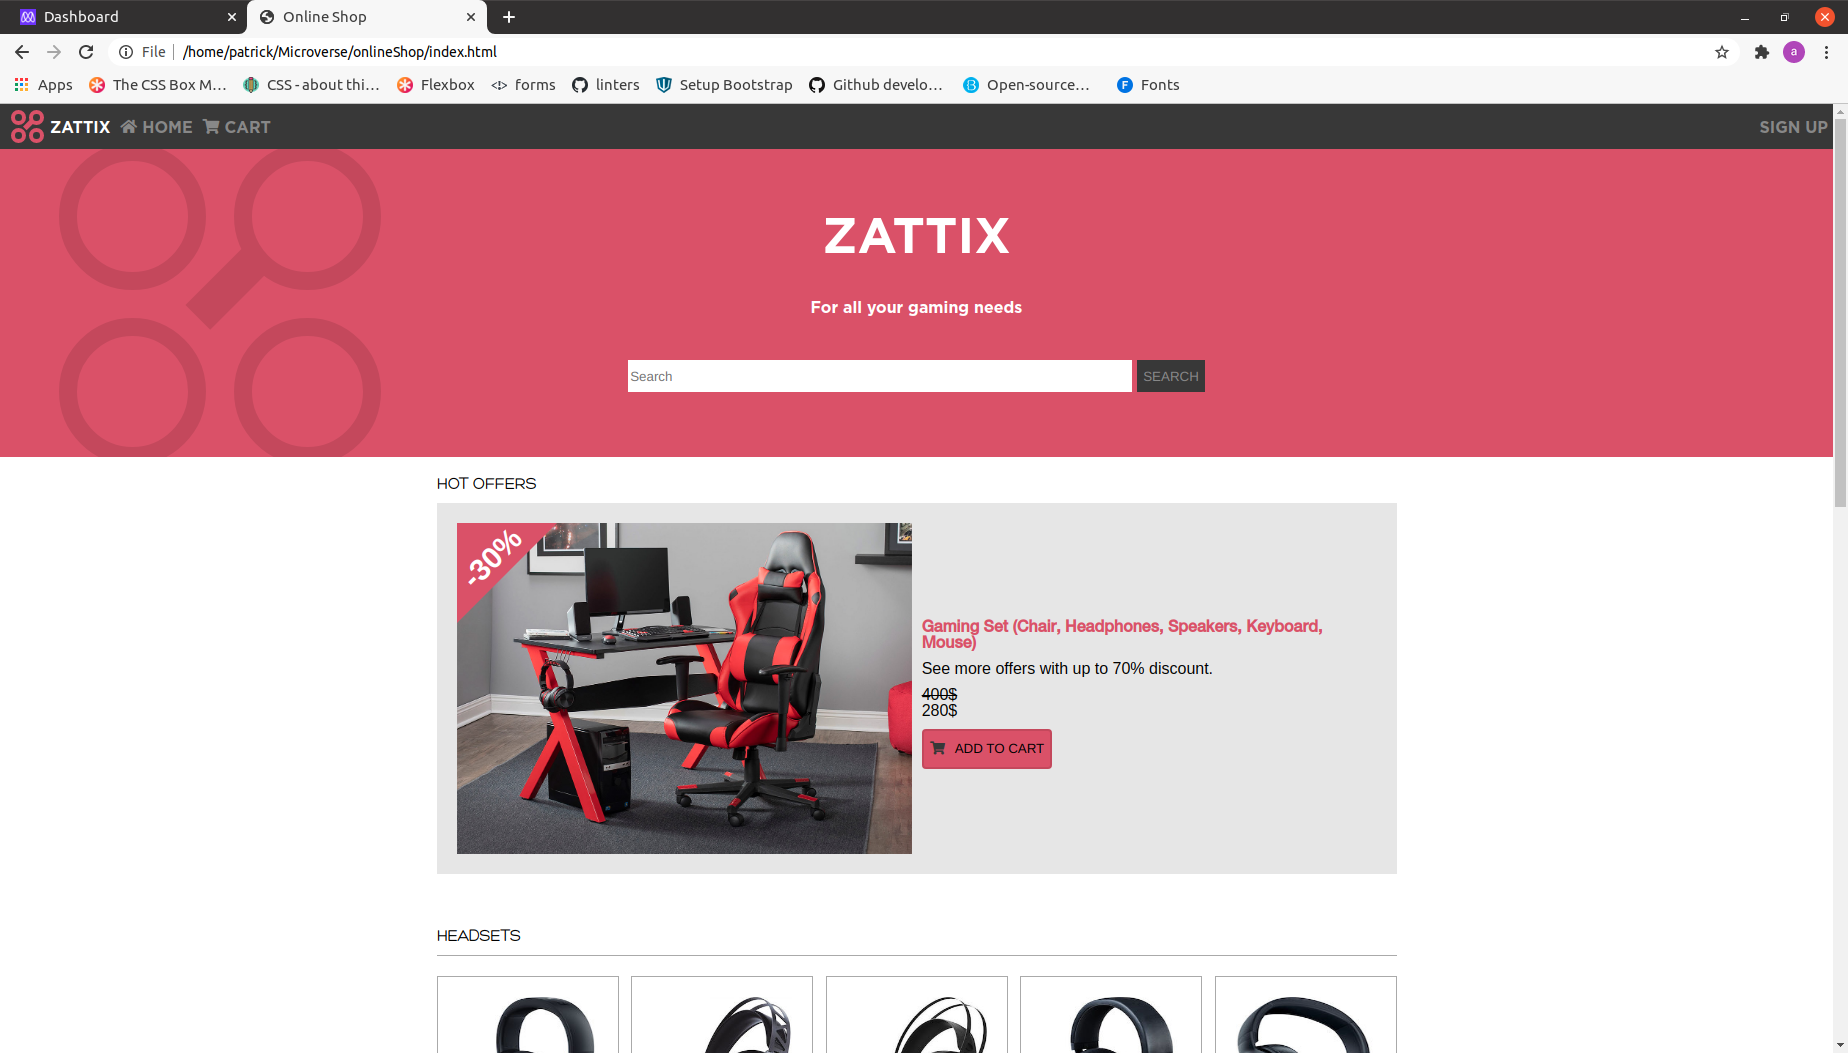 Dashboard
Online Shop
File
/home/patrick/Microverse/onlineShop/index.html
a
Apps
The CSS Box M...
CSS - about thi...
Flexbox
forms
linters
Setup Bootstrap
Github develo...
Open-source...
Fonts
ZATTIX
HOME
CART
SIGN UP
ZATTIX
For all your gaming needs
Search
SEARCH
HOT OFFERS
-30%
Gaming Set (Chair, Headphones, Speakers, Keyboard,
Mouse)
See more offers with up to 70% discount.
400$
280$
ADD TO CART
HEADSETS